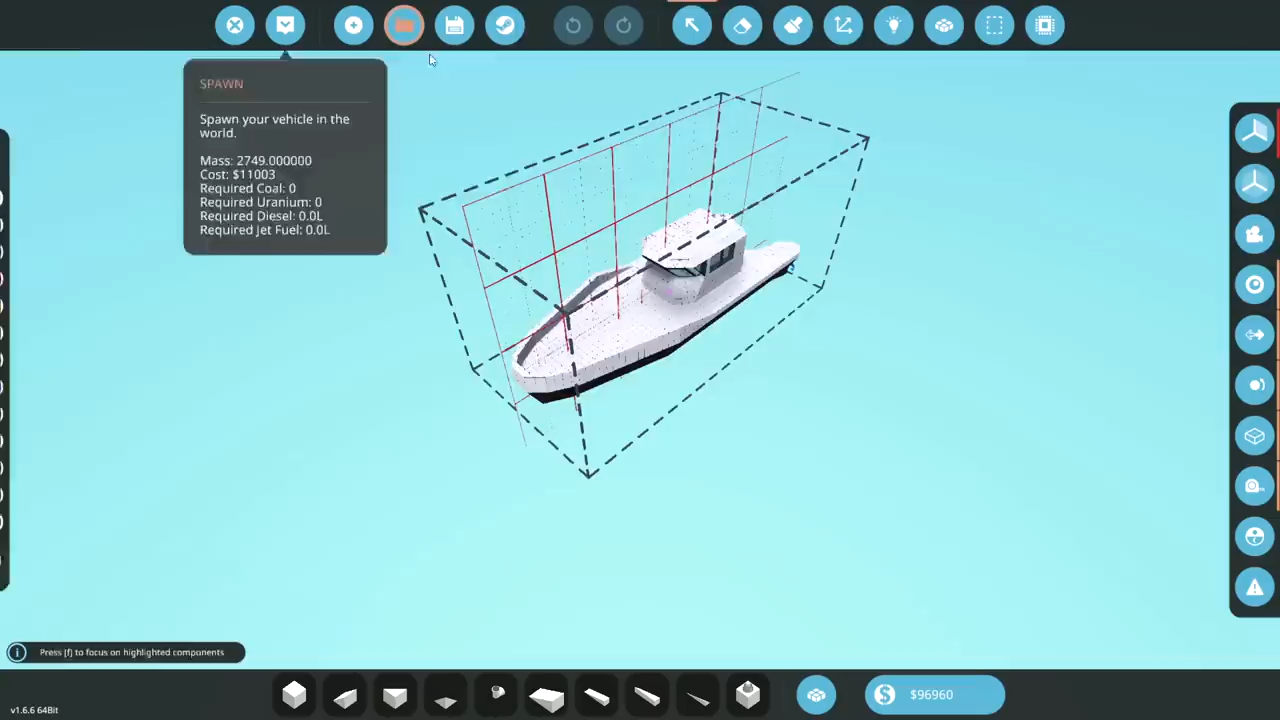 SPAWN
Spawn your vehicle in the
world.
Mass: 2749.000000
Cost: $11003
Required Coal: 0
Required Uranium: 0
Required Diesel: 0.0L
Required Jet Fuel: 0.0L
Press [f] to focus on highlighted components
$96960
v1.6.6 64Bit